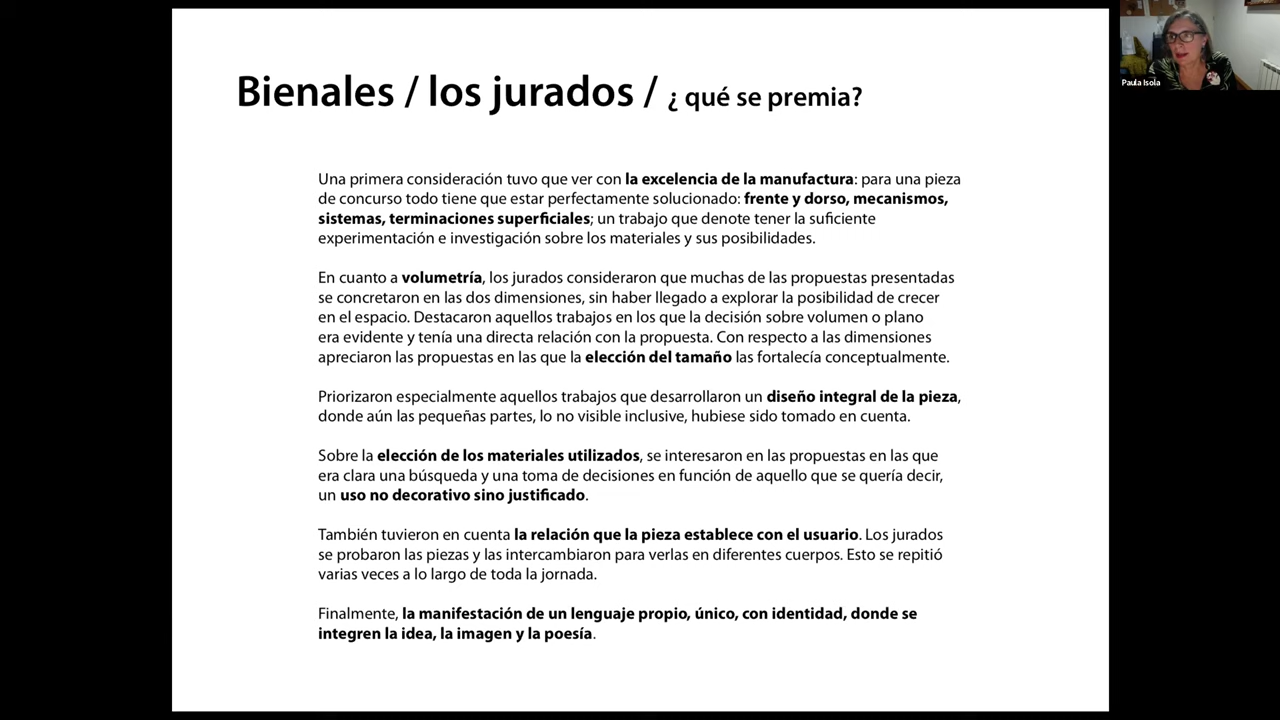 Bienales / los jurados / ¿ qué se premia?
Paula Isola
Una primera consideración tuvo que ver con la excelencia de la manufactura: para una pieza
de concurso todo tiene que estar perfectamente solucionado: frente y dorso, mecanismos,
sistemas, terminaciones superficiales; un trabajo que denote tener la suficiente
experimentación e investigación sobre los materiales y sus posibilidades.
En cuanto a volumetría, los jurados consideraron que muchas de las propuestas presentadas
se concretaron en las dos dimensiones, sin haber llegado a explorar la posibilidad de crecer
en el espacio. Destacaron aquellos trabajos en los que la decisión sobre volumen o plano
era evidente y tenía una directa relación con la propuesta. Con respecto a las dimensiones
apreciaron las propuestas en las que la elección del tamaño las fortalecía conceptualmente.
Priorizaron especialmente aquellos trabajos que desarrollaron un diseño integral de la pieza,
donde aún las pequeñas partes, lo no visible inclusive, hubiese sido tomado en cuenta.
Sobre la elección de los materiales utilizados, se interesaron en las propuestas en las que
era clara una búsqueda y una toma de decisiones en función de aquello que se quería decir,
un uso no decorativo sino justificado.
También tuvieron en cuenta la relación que la pieza establece con el usuario. Los jurados
se probaron las piezas y las intercambiaron para verlas en diferentes cuerpos. Esto se repitió
varias veces a lo largo de toda la jornada.
Finalmente, la manifestación de un lenguaje propio, único, con identidad, donde se
integren la idea, la imagen y la poesía.